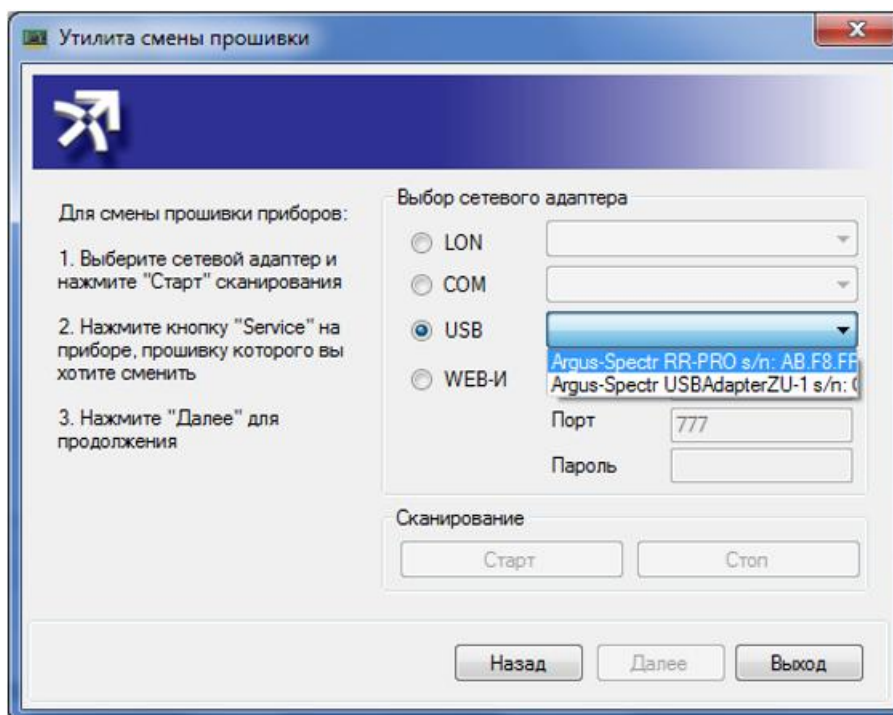 Утилита смены прошивки
Для смены прошивки приборов:
1. Выберите сетевой адаптер и
нажмите "Старт" сканирования
2. Нажмите кнопку "Service" на
приборе, прошивку которого вы
хотите сменить
3. Нажмите "Далее" для
продолжения
Выбор сетевого адаптера
LON
COM
USB
Argus-Spectr RR-PRO s/n: AB.F8.FF
WEB-И
Argus-Spectr USBAdapterZU-1 s/n:
Порт
777
Пароль
Сканирование
Старт
Стоп
Назад
Далее
Выход